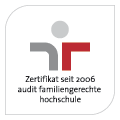 Zertifikat seit 2006
audit familiengerechte
hochschule